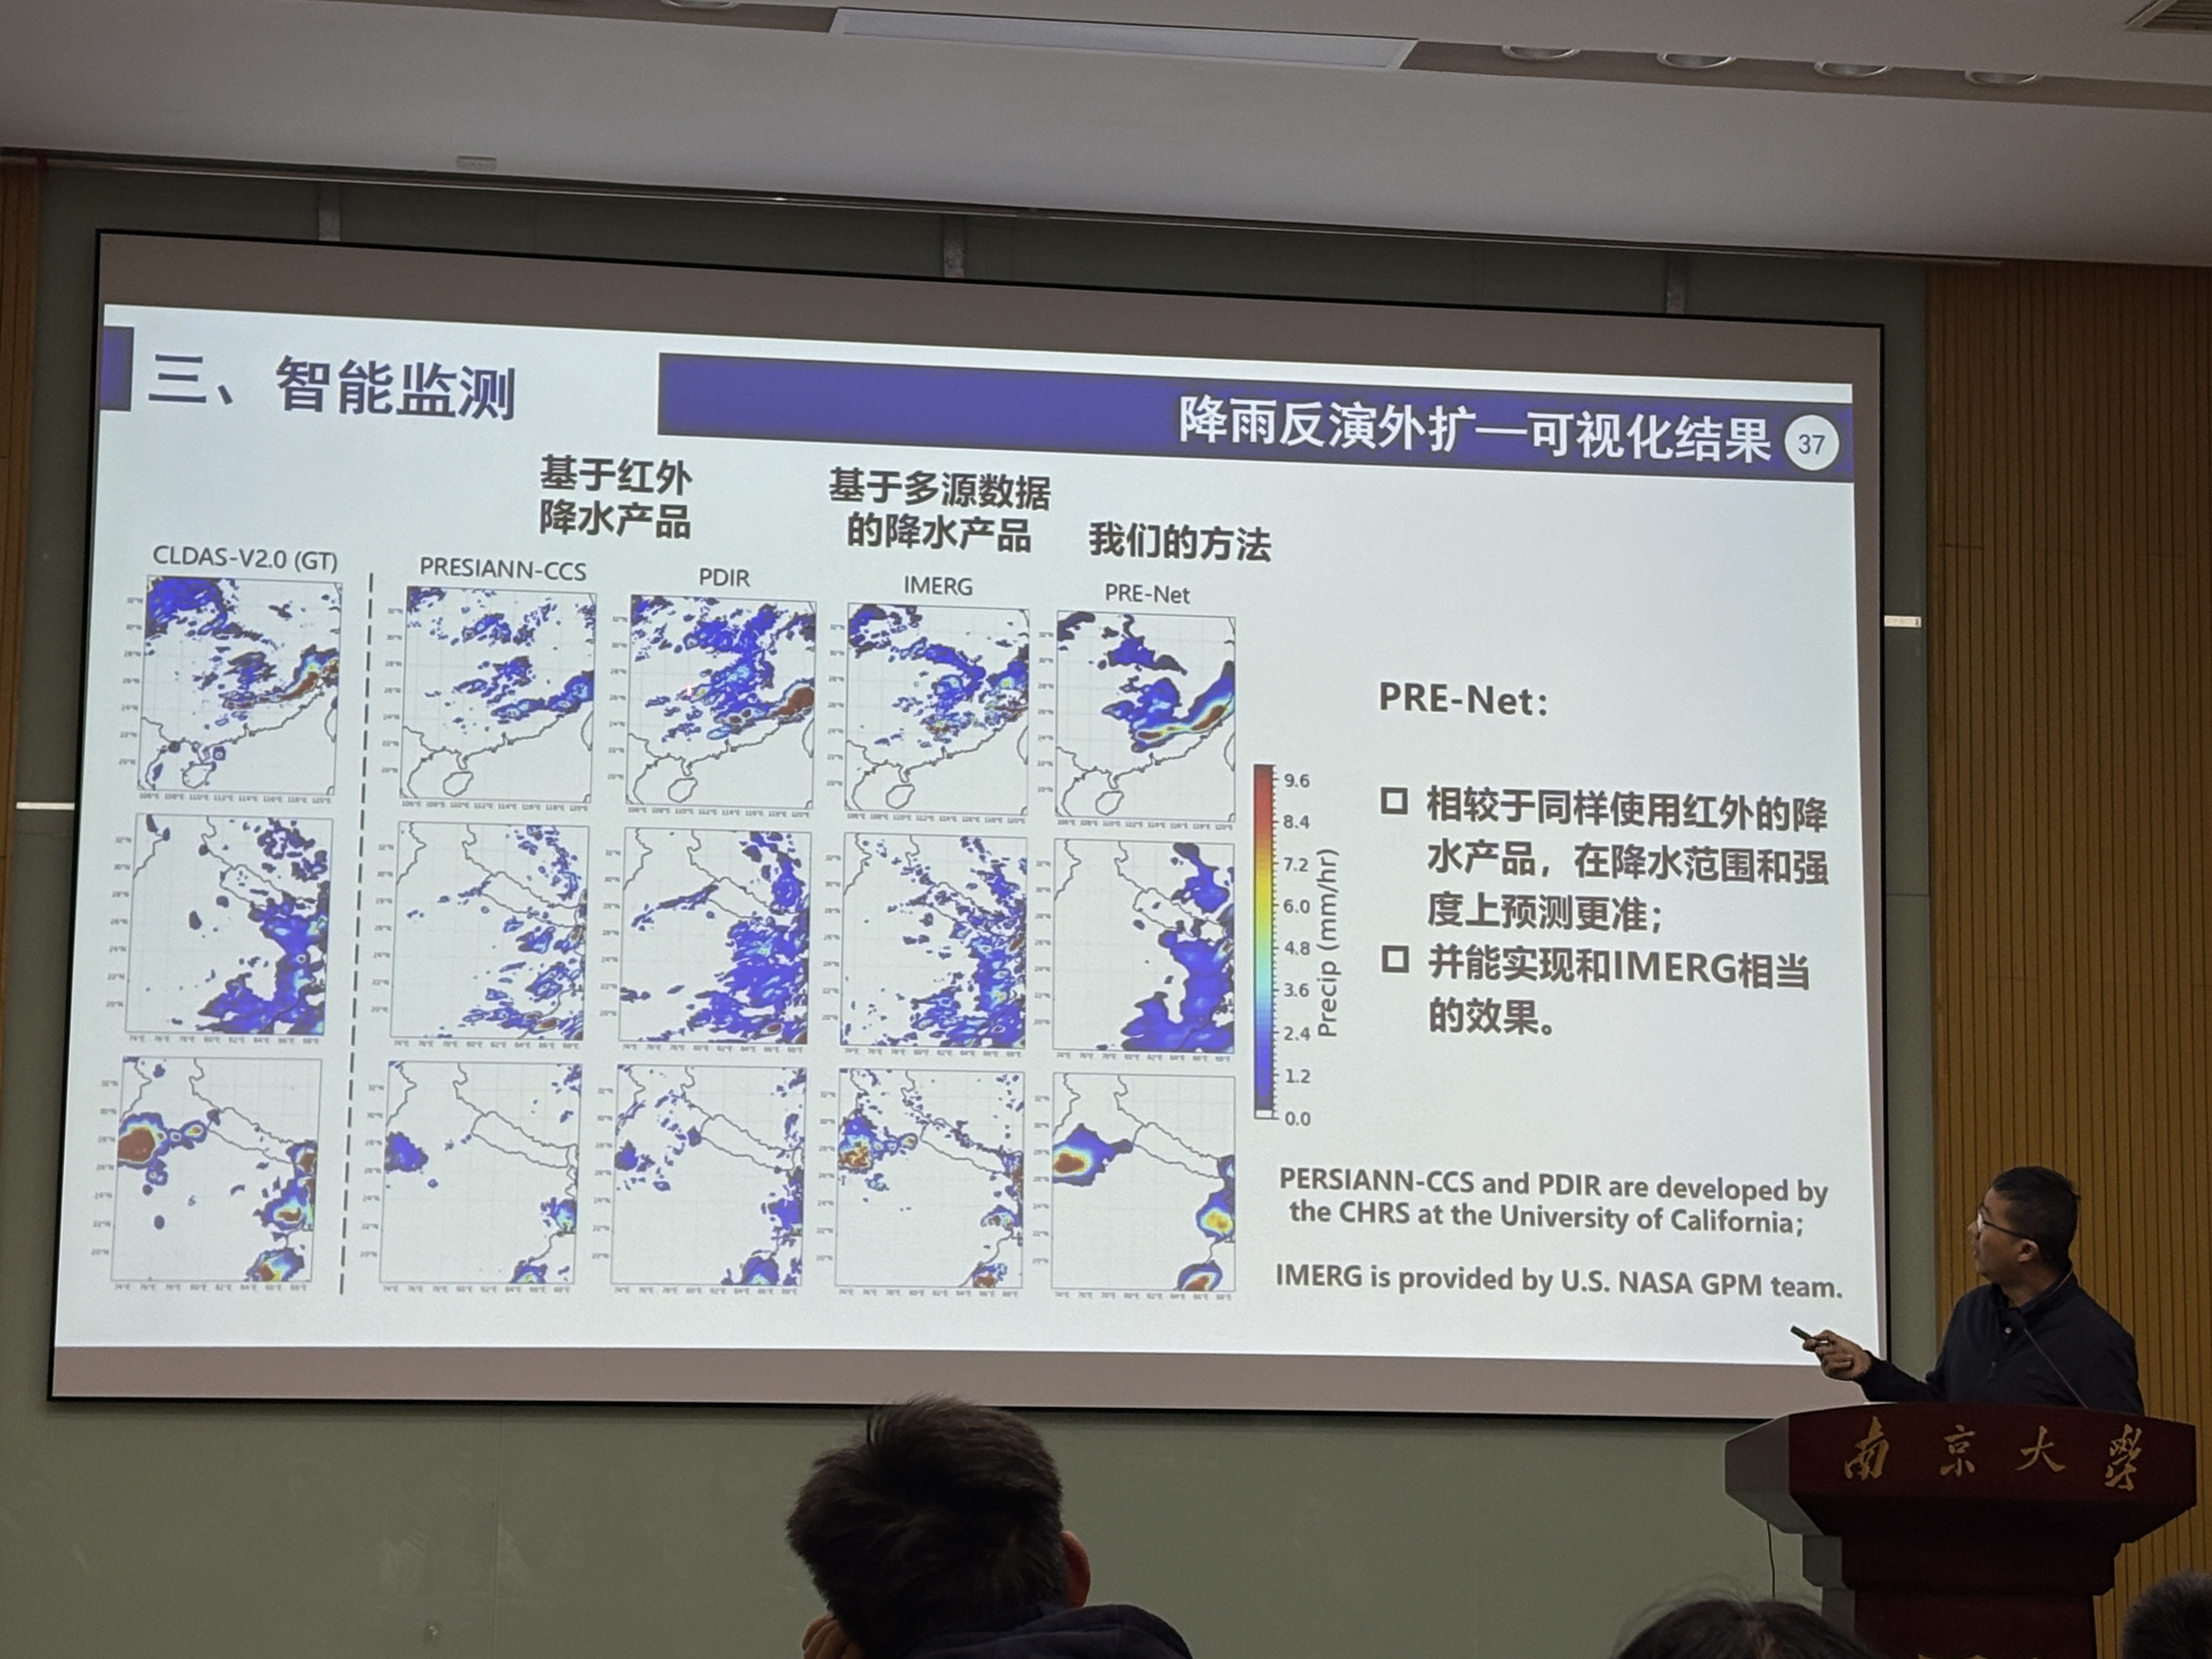 三、智能监测
降雨反演外扩—可视化结果
37
基于红外
降水产品
基于多源数据
的降水产品
我们的方法
CLDAS-V2.0 (GT)
PRESIANN-CCS
PDIR
IMERG
PRE-Net
9.6
8.4
7.2
6.0
4.8
3.6
2.4
1.2
0.0
Precip (mm/hr)
PRE-Net:
相较于同样使用红外的降
水产品，在降水范围和强
度上预测更准；
并能实现和IMERG相当
的效果。
PERSIANN-CCS and PDIR are developed by
the CHRS at the University of California;
IMERG is provided by U.S. NASA GPM team.
南京大學